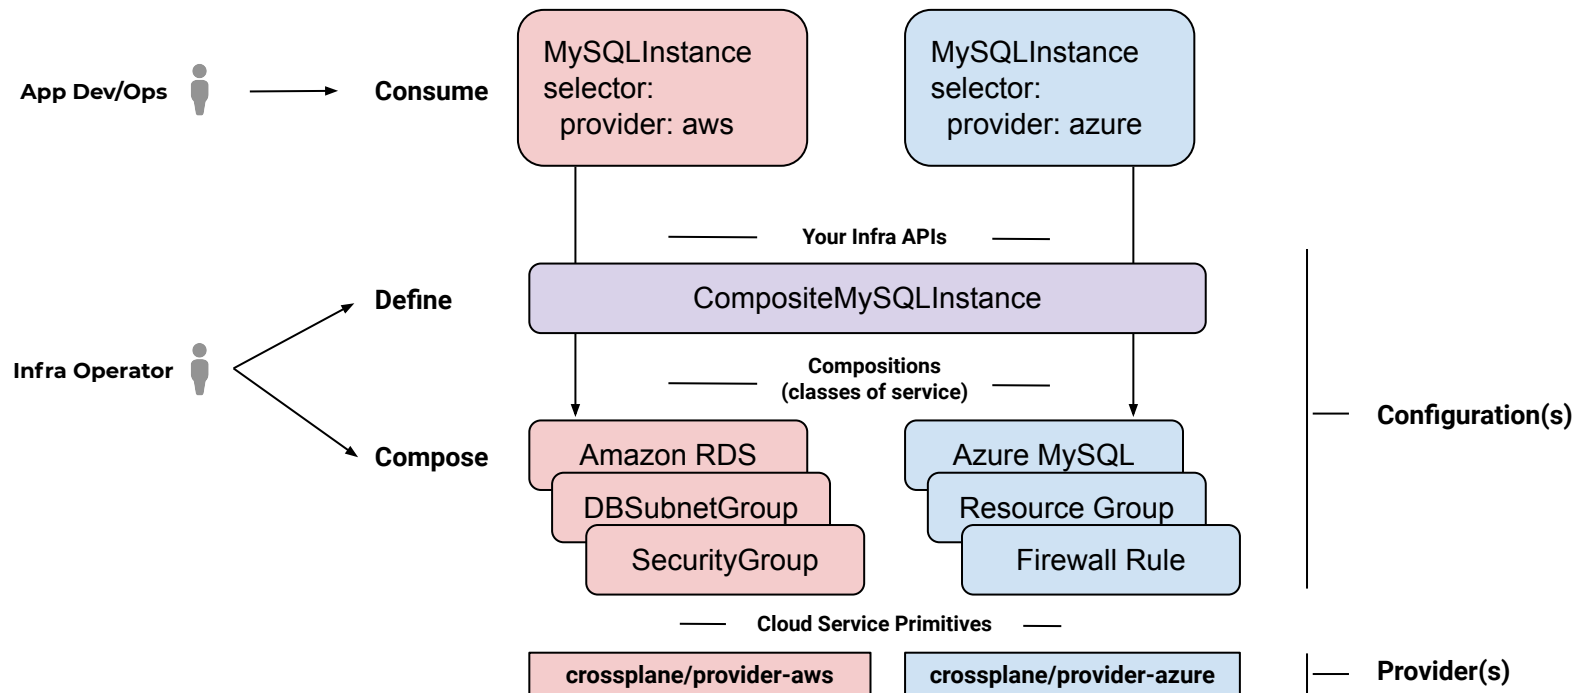 MySQLInstance
selector:
provider: aws
MySQLInstance
selector:
provider: azure
App Dev/Ops
Consume
Your Infra APIs
Define
CompositeMySQLInstance
Infra Operator
Compositions
(classes of service)
Configuration(s)
Compose
Amazon RDS
DBSubnetGroup
SecurityGroup
Azure MySQL
Resource Group
Firewall Rule
Cloud Service Primitives
crossplane/provider-aws
crossplane/provider-azure
Provider(s)